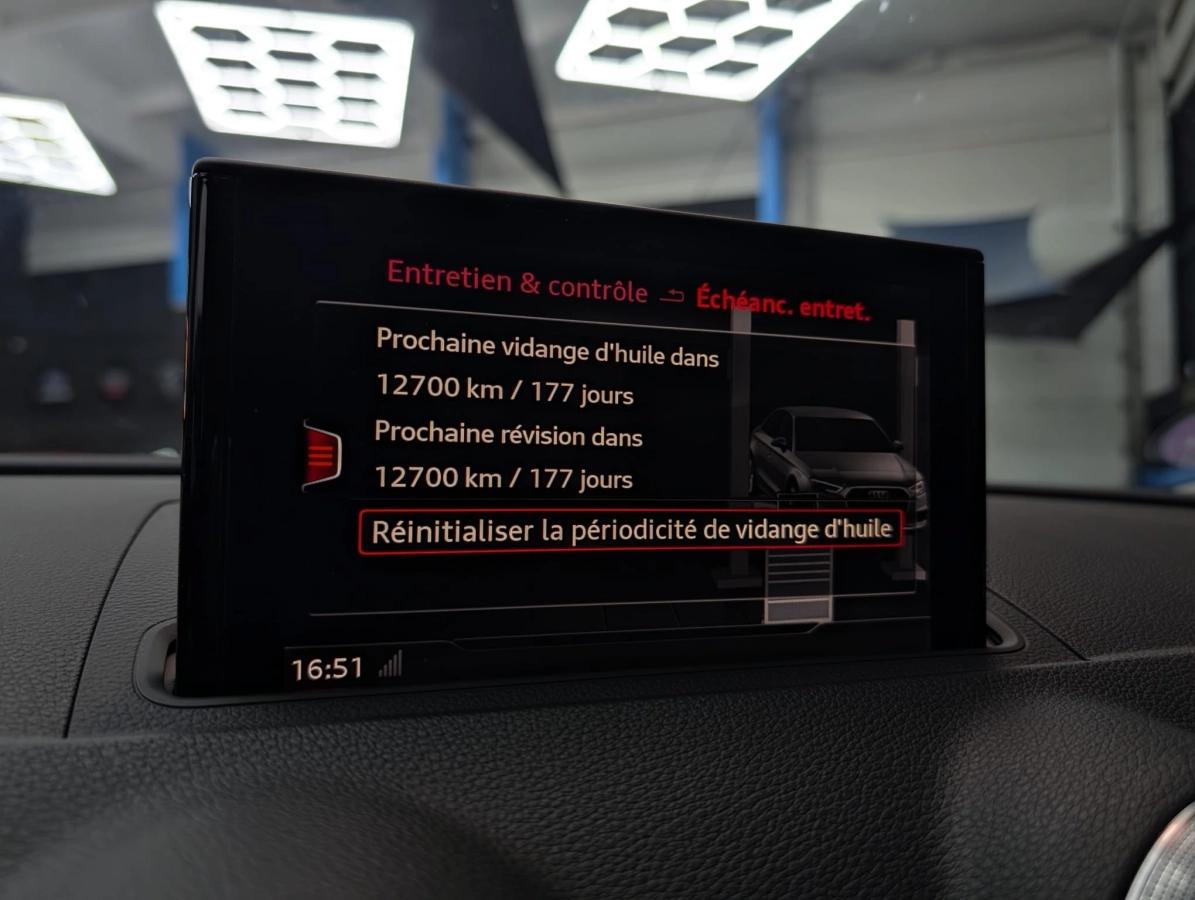 Entretien & contrôle Échéanc. entret.
Prochaine vidange d'huile dans
12700 km / 177 jours
Prochaine révision dans
12700 km / 177 jours
Réinitialiser la périodicité de vidange d'huile
16:51